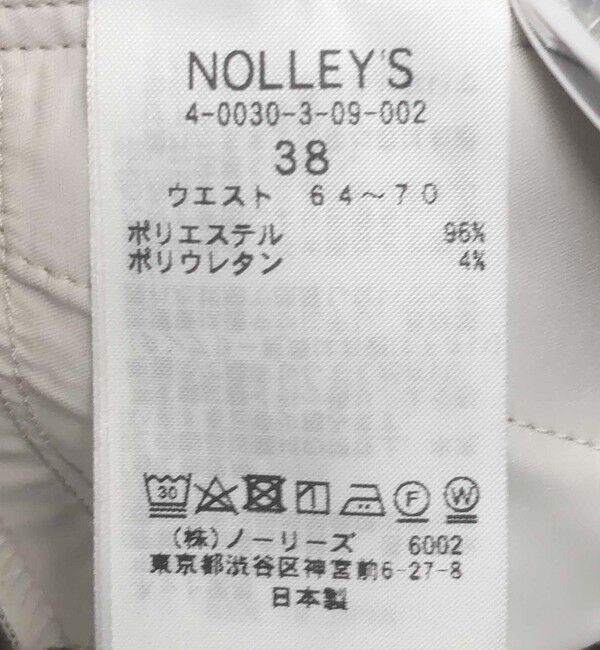 NOLLEY'S
4-0030-3-09-002
38
ウエスト 64~70
ポリエステル 96%
ポリウレタン 4%
30 F W
(株)ノーリーズ 6002
東京都渋谷区神宮前6-27-8
日本製